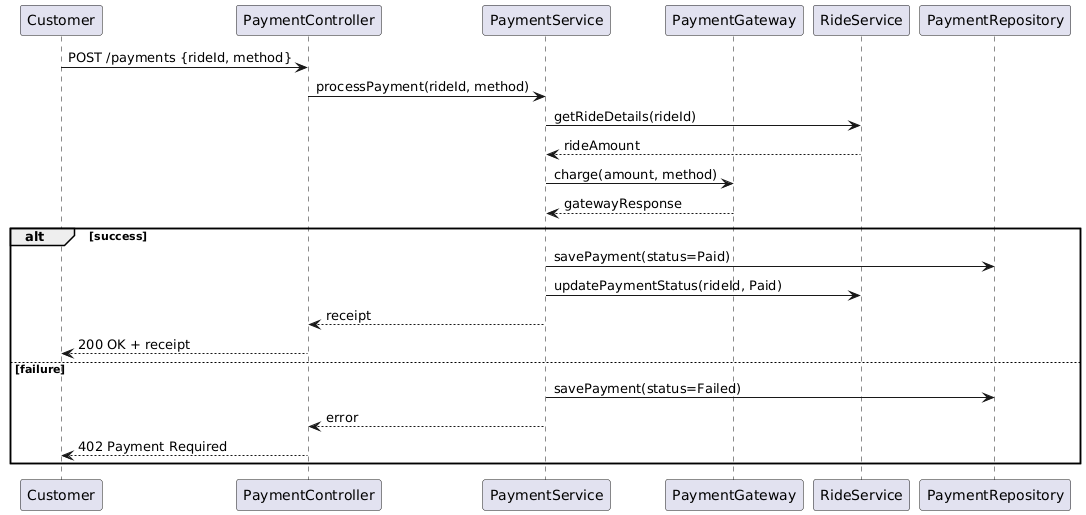 Customer PaymentController PaymentService PaymentGateway RideService PaymentRepository
POST /payments {rideId, method}
processPayment(rideId, method)
getRideDetails(rideId)
rideAmount
charge(amount, method)
gatewayResponse
alt [success]
savePayment(status=Paid)
updatePaymentStatus(rideId, Paid)
receipt
200 OK + receipt
[failure]
savePayment(status=Failed)
error
402 Payment Required
Customer PaymentController PaymentService PaymentGateway RideService PaymentRepository